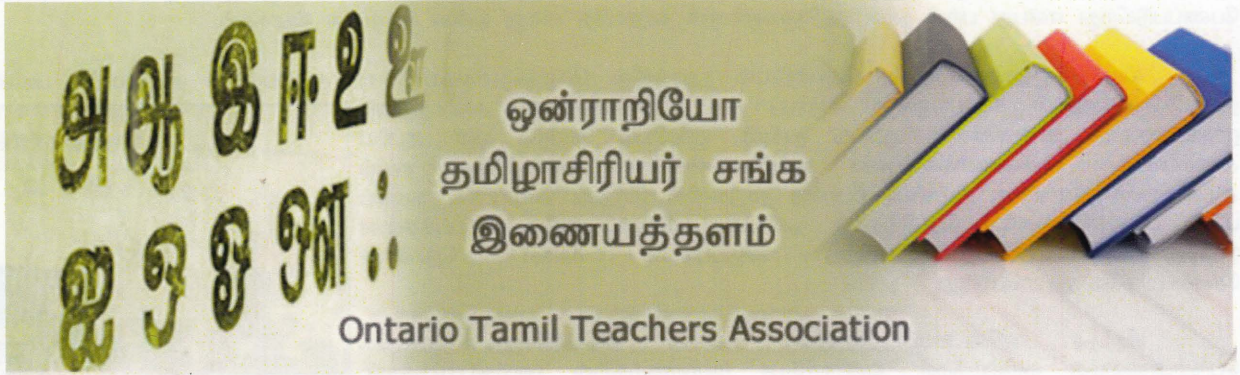 அ ஆ இ ஈ உ ஊ
ஐ ஒ ஓ ஔ ஃ
ஒன்ராறியோ
தமிழாசிரியர் சங்க
இணையத்தளம்
Ontario Tamil Teachers Association